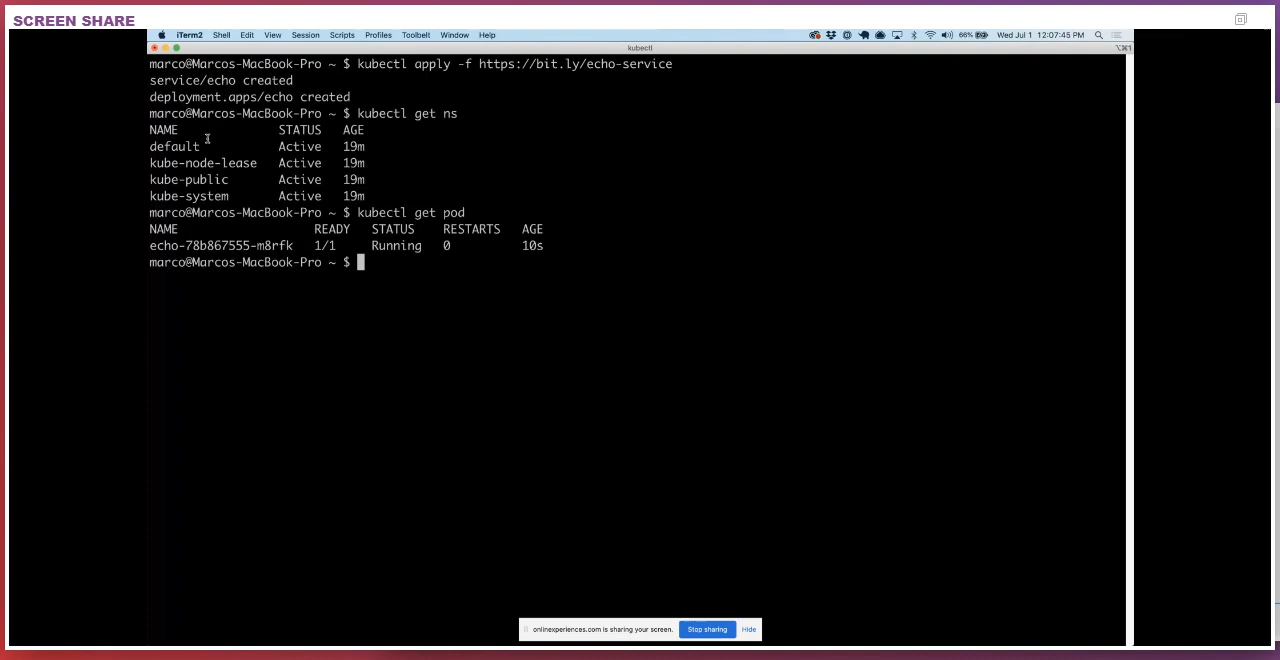 SCREEN SHARE
iTerm2 Shell Edit View Session Scripts Profiles Toolbelt Window Help 66% Wed Jul 1 12:07:45 PM
kubectl ⌥⌘1
marco@Marcos-MacBook-Pro ~ $ kubectl apply -f https://bit.ly/echo-service
service/echo created
deployment.apps/echo created
marco@Marcos-MacBook-Pro ~ $ kubectl get ns
NAME STATUS AGE
default Active 19m
kube-node-lease Active 19m
kube-public Active 19m
kube-system Active 19m
marco@Marcos-MacBook-Pro ~ $ kubectl get pod
NAME READY STATUS RESTARTS AGE
echo-78b867555-m8rfk 1/1 Running 0 10s
marco@Marcos-MacBook-Pro ~ $
onlinexperiences.com is sharing your screen. Stop sharing Hide